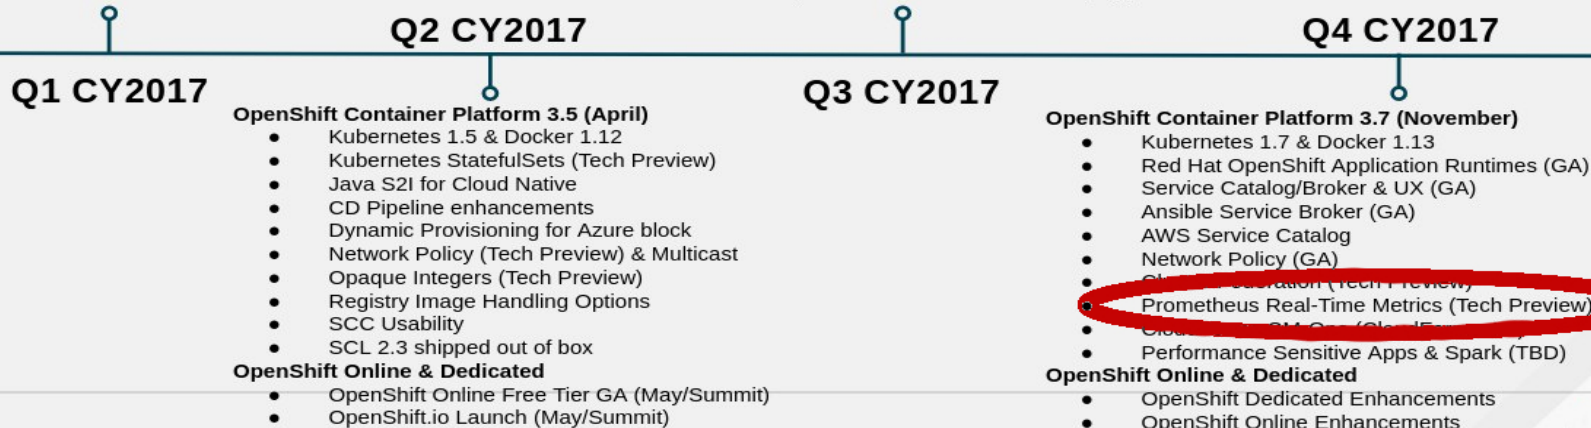 Q2 CY2017
Q4 CY2017
Q1 CY2017
Q3 CY2017
OpenShift Container Platform 3.5 (April)
● Kubernetes 1.5 & Docker 1.12
● Kubernetes StatefulSets (Tech Preview)
● Java S2I for Cloud Native
● CD Pipeline enhancements
● Dynamic Provisioning for Azure block
● Network Policy (Tech Preview) & Multicast
● Opaque Integers (Tech Preview)
● Registry Image Handling Options
● SCC Usability
● SCL 2.3 shipped out of box
OpenShift Online & Dedicated
● OpenShift Online Free Tier GA (May/Summit)
● OpenShift.io Launch (May/Summit)
OpenShift Container Platform 3.7 (November)
● Kubernetes 1.7 & Docker 1.13
● Red Hat OpenShift Application Runtimes (GA)
● Service Catalog/Broker & UX (GA)
● Ansible Service Broker (GA)
● AWS Service Catalog
● Network Policy (GA)
● (Tech Preview)
● Prometheus Real-Time Metrics (Tech Preview)
● Performance Sensitive Apps & Spark (TBD)
OpenShift Online & Dedicated
● OpenShift Dedicated Enhancements
● OpenShift Online Enhancements